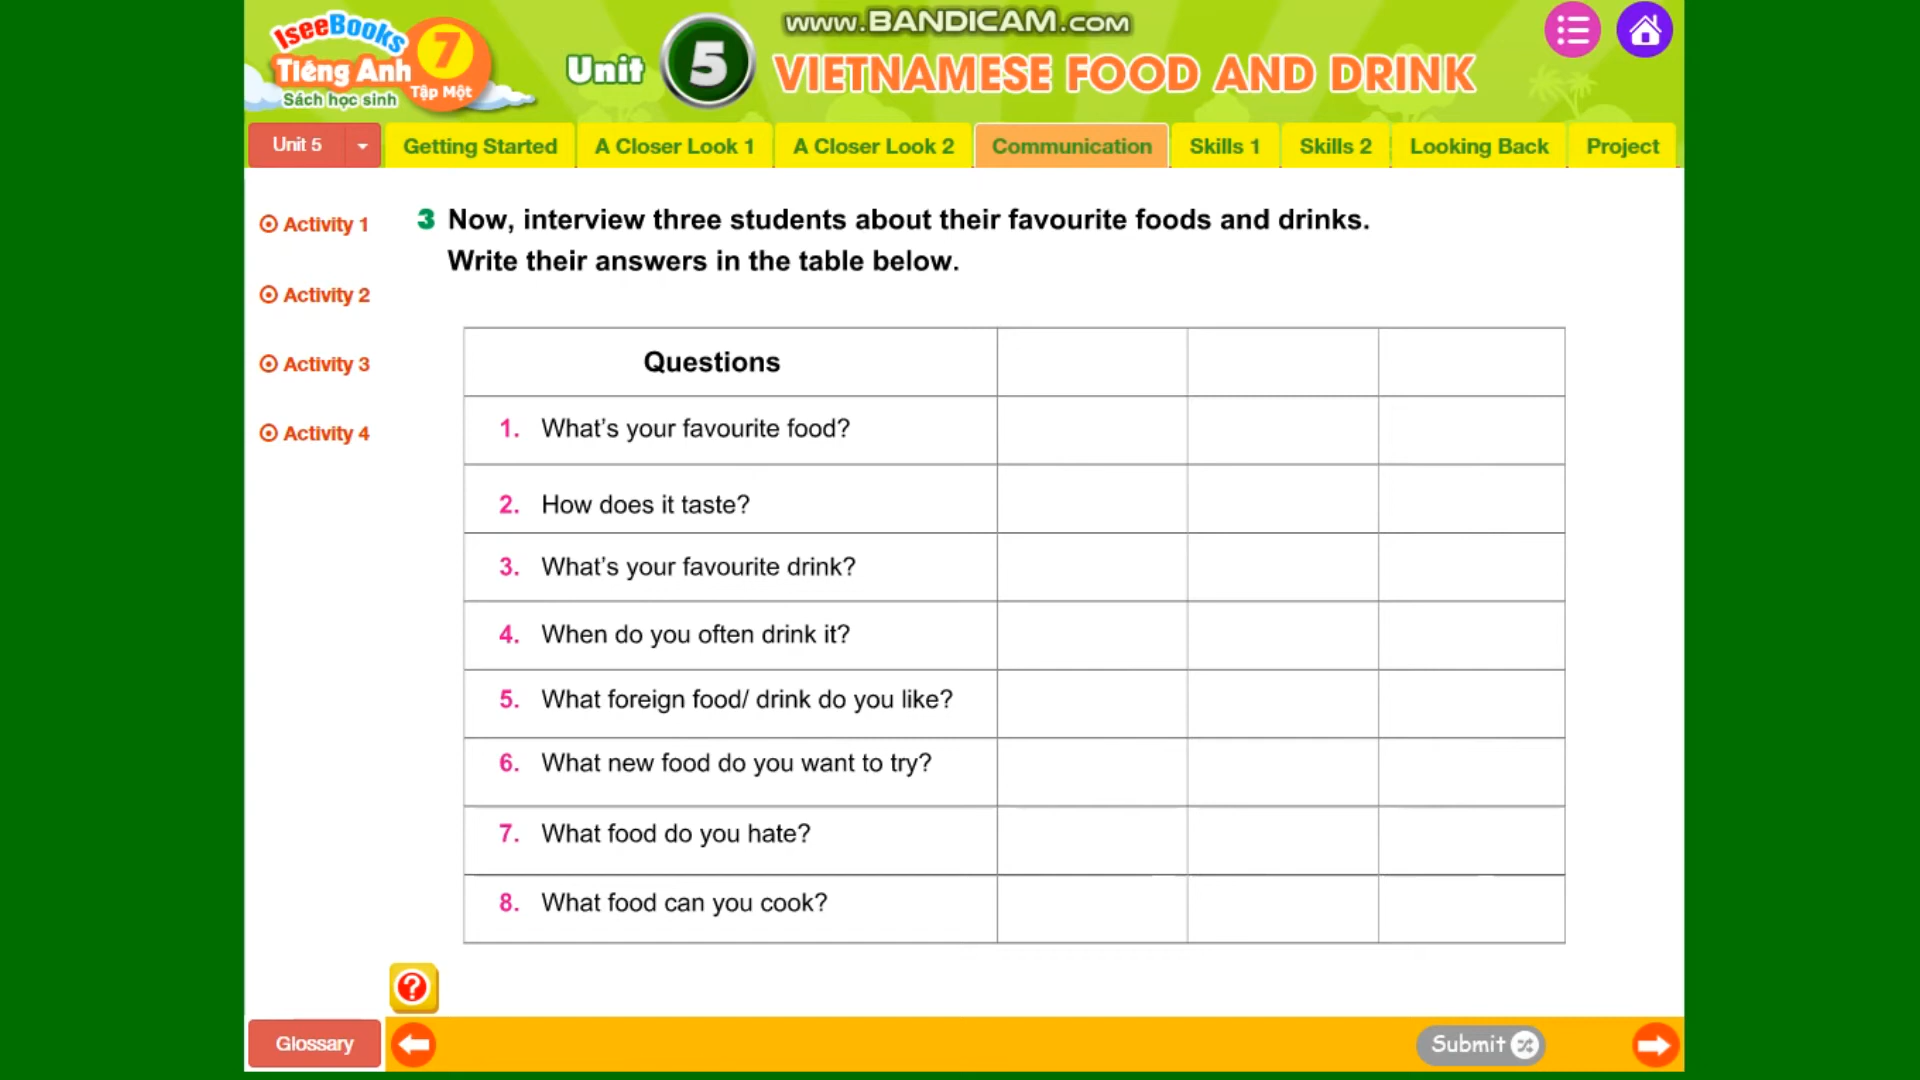 www.BANDICAM.com
IseeBooks
Tiếng Anh 7
Sách học sinh Tập Một
Unit 5 VIETNAMESE FOOD AND DRINK
Unit 5 Getting Started A Closer Look 1 A Closer Look 2 Communication Skills 1 Skills 2 Looking Back Project
Activity 1
Activity 2
Activity 3
Activity 4
3 Now, interview three students about their favourite foods and drinks.
Write their answers in the table below.
Questions
1. What's your favourite food?
2. How does it taste?
3. What's your favourite drink?
4. When do you often drink it?
5. What foreign food/ drink do you like?
6. What new food do you want to try?
7. What food do you hate?
8. What food can you cook?
?
Glossary
Submit